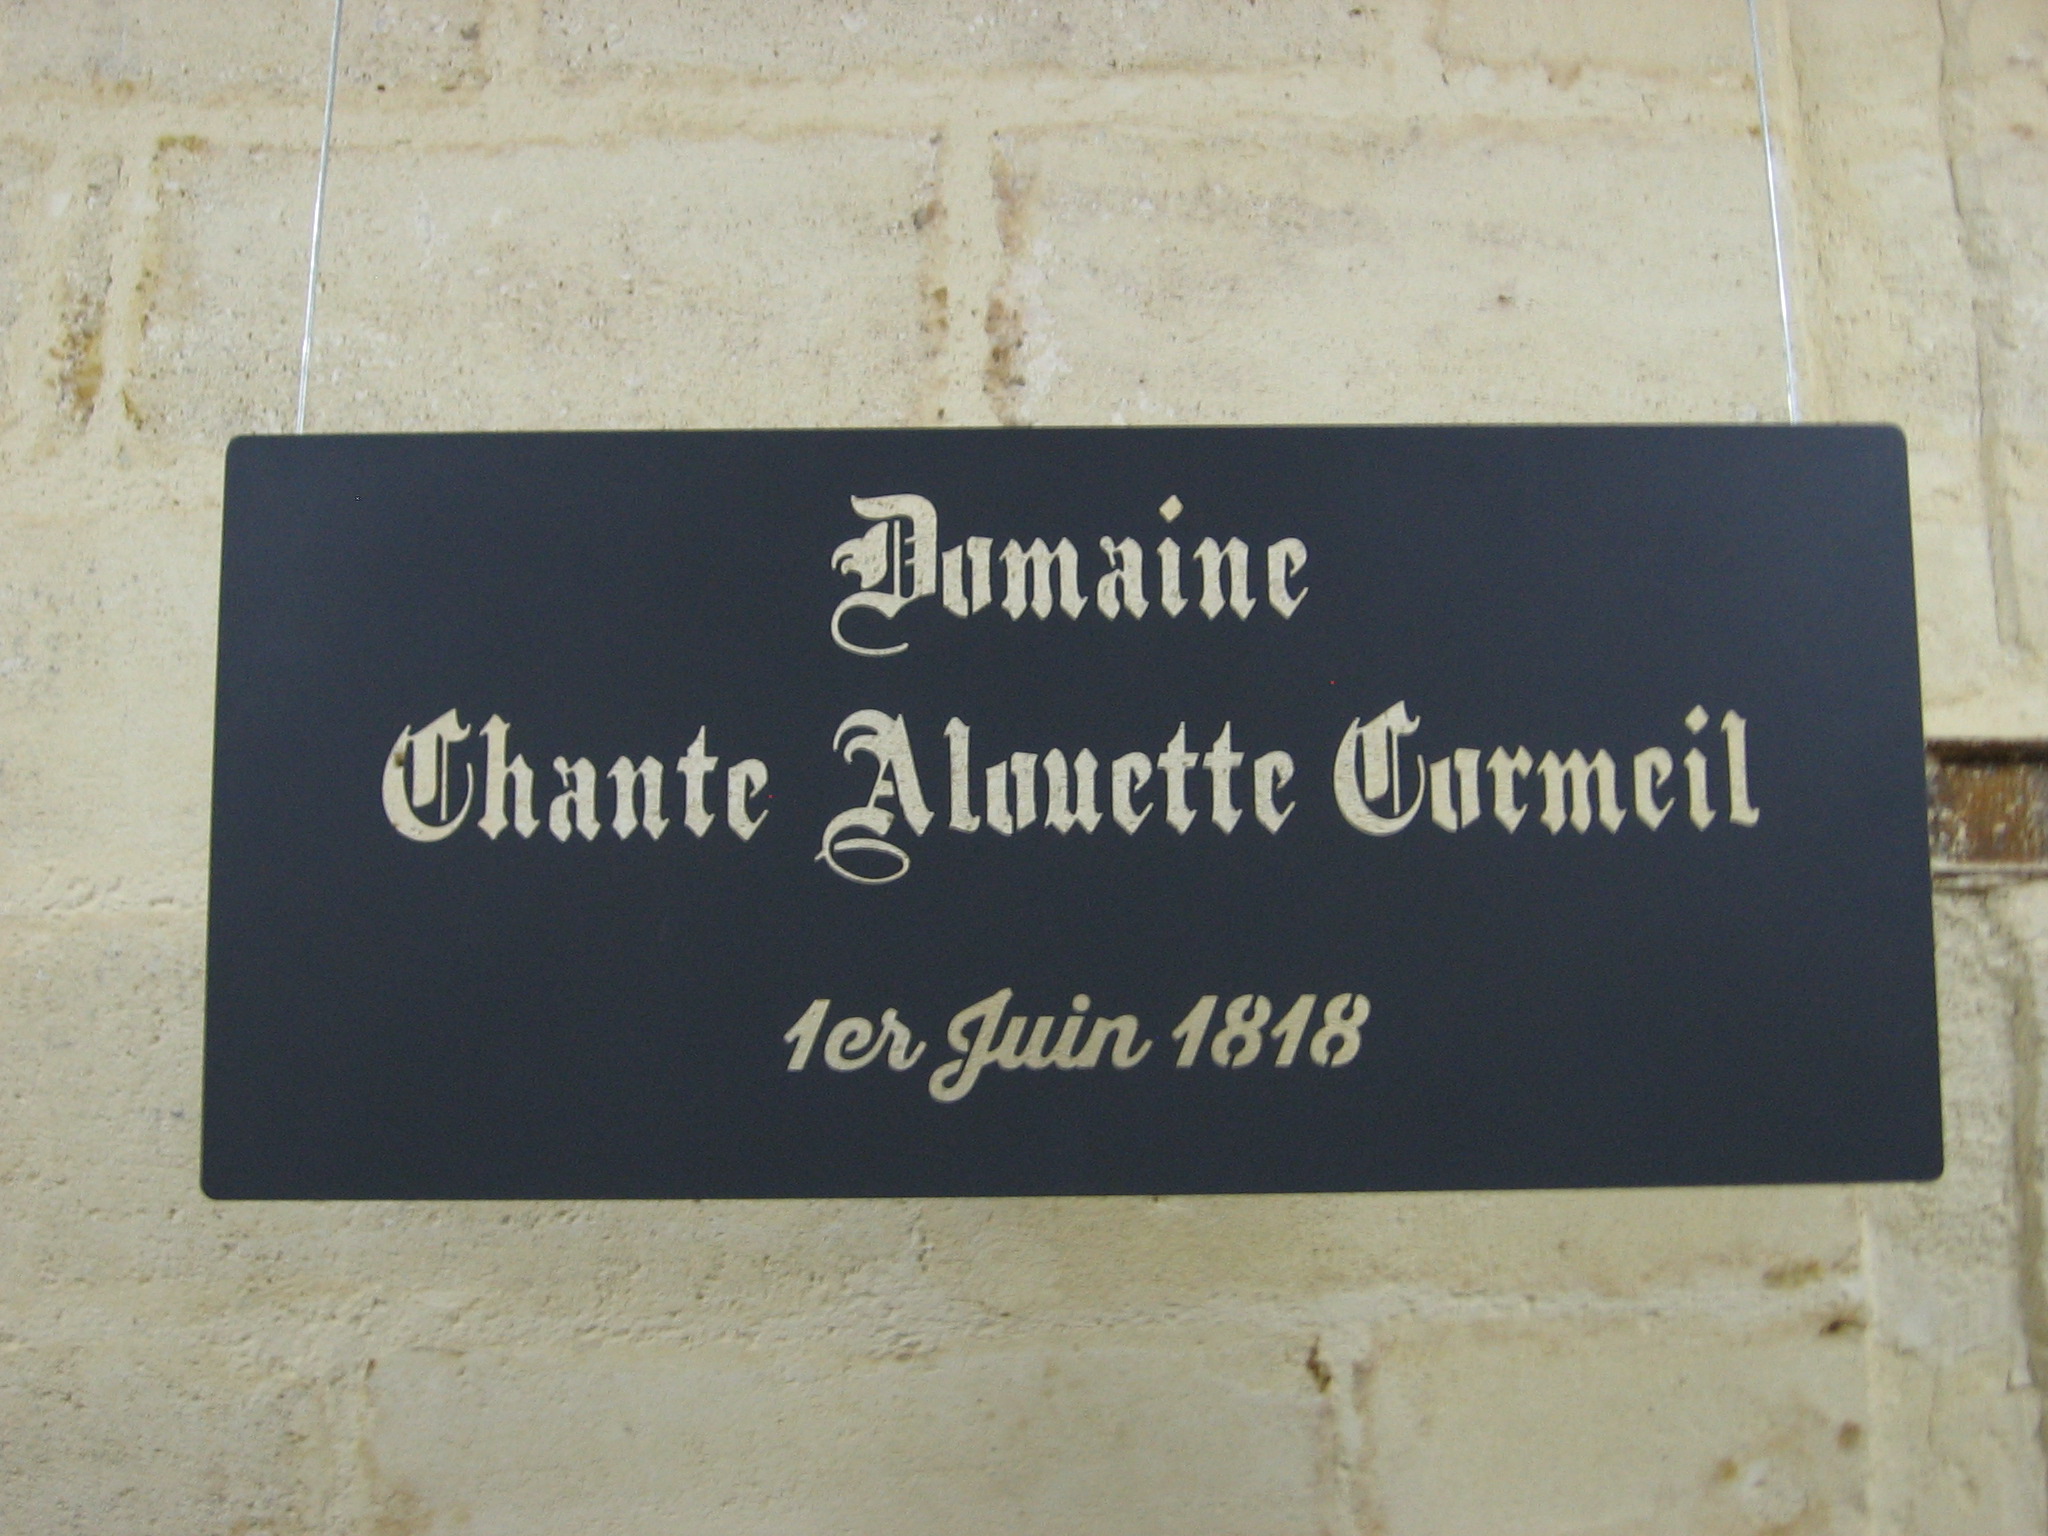 Domaine
Chante Alouette Cormeil
1er Juin 1818